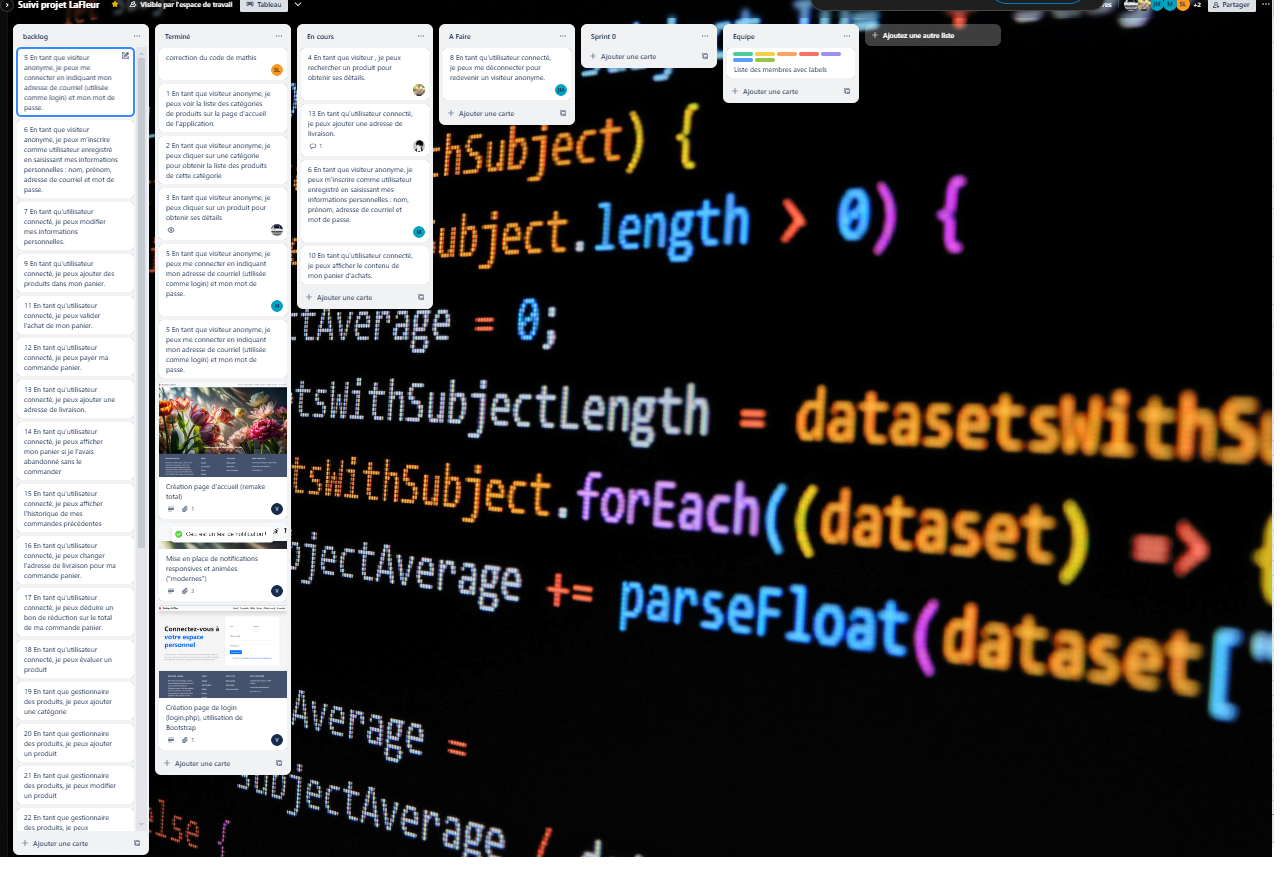 Suivi projet LaFleur
Visible par l'espace de travail
Tableau
+2
Partager
backlog
5 En tant que visiteur
anonyme, je peux me
connecter en indiquant mon
adresse de courriel (utilisée
comme login) et mon mot de
passe.
6 En tant que visiteur
anonyme, je peux m'inscrire
comme utilisateur enregistré
en saisissant mes informations
personnelles : nom, prénom,
adresse de courriel et mot de
passe.
7 En tant qu'utilisateur
connecté, je peux modifier
mes informations
personnelles.
9 En tant qu'utilisateur
connecté, je peux ajouter des
produits dans mon panier.
11 En tant qu'utilisateur
connecté, je peux valider
l'achat de mon panier.
12 En tant qu'utilisateur
connecté, je peux payer ma
commande panier.
13 En tant qu'utilisateur
connecté, je peux ajouter une
adresse de livraison.
14 En tant qu'utilisateur
connecté, je peux afficher
mon panier si je l'avais
abandonné sans le
commander
15 En tant qu'utilisateur
connecté, je peux afficher
l'historique de mes
commandes précédentes
16 En tant qu'utilisateur
connecté, je peux changer
l'adresse de livraison pour ma
commande panier.
17 En tant qu'utilisateur
connecté, je peux déduire un
bon de réduction sur le total
de ma commande panier.
18 En tant qu'utilisateur
connecté, je peux évaluer un
produit
19 En tant que gestionnaire
des produits, je peux ajouter
une catégorie
20 En tant que gestionnaire
des produits, je peux ajouter
un produit
21 En tant que gestionnaire
des produits, je peux modifier
un produit
22 En tant que gestionnaire
des produits, je peux
Ajouter une carte
Terminé
correction du code de mathis
SL
1 En tant que visiteur anonyme, je
peux voir la liste des catégories
de produits sur la page d'accueil
de l'application.
2 En tant que visiteur anonyme, je
peux cliquer sur une catégorie
pour obtenir la liste des produits
de cette catégorie
3 En tant que visiteur anonyme, je
peux cliquer sur un produit pour
obtenir ses détails
5 En tant que visiteur anonyme, je
peux me connecter en indiquant
mon adresse de courriel (utilisée
comme login) et mon mot de
passe.
M
5 En tant que visiteur anonyme, je
peux me connecter en indiquant
mon adresse de courriel (utilisée
comme login) et mon mot de
passe.
Création page d'accueil (remake
total)
1
V
Ceci est un test de notification !
Mise en place de notifications
responsives et animées
("modernes")
3
V
Connectez-vous à
votre espace
personnel
Création page de login
(login.php), utilisation de
Bootstrap
1
V
Ajouter une carte
En cours
4 En tant que visiteur , je peux
rechercher un produit pour
obtenir ses détails.
13 En tant qu'utilisateur connecté,
je peux ajouter une adresse de
livraison.
1
6 En tant que visiteur anonyme, je
peux m'inscrire comme utilisateur
enregistré en saisissant mes
informations personnelles : nom,
prénom, adresse de courriel et
mot de passe.
M
10 En tant qu'utilisateur connecté,
je peux afficher le contenu de
mon panier d'achats.
Ajouter une carte
A Faire
8 En tant qu'utilisateur connecté,
je peux me déconnecter pour
redevenir un visiteur anonyme.
JM
Ajouter une carte
Sprint 0
Ajouter une carte
Equipe
Liste des membres avec labels
Ajouter une carte
Ajoutez une autre liste
hSubject) {
ubject.length > 0) {
ctAverage = 0;
etsWithSubjectLength = datasetsWithSu
tsWithSubject.forEach((dataset) => {
bjectAverage += parseFloat(dataset["
Average =
subjectAverage /
else {